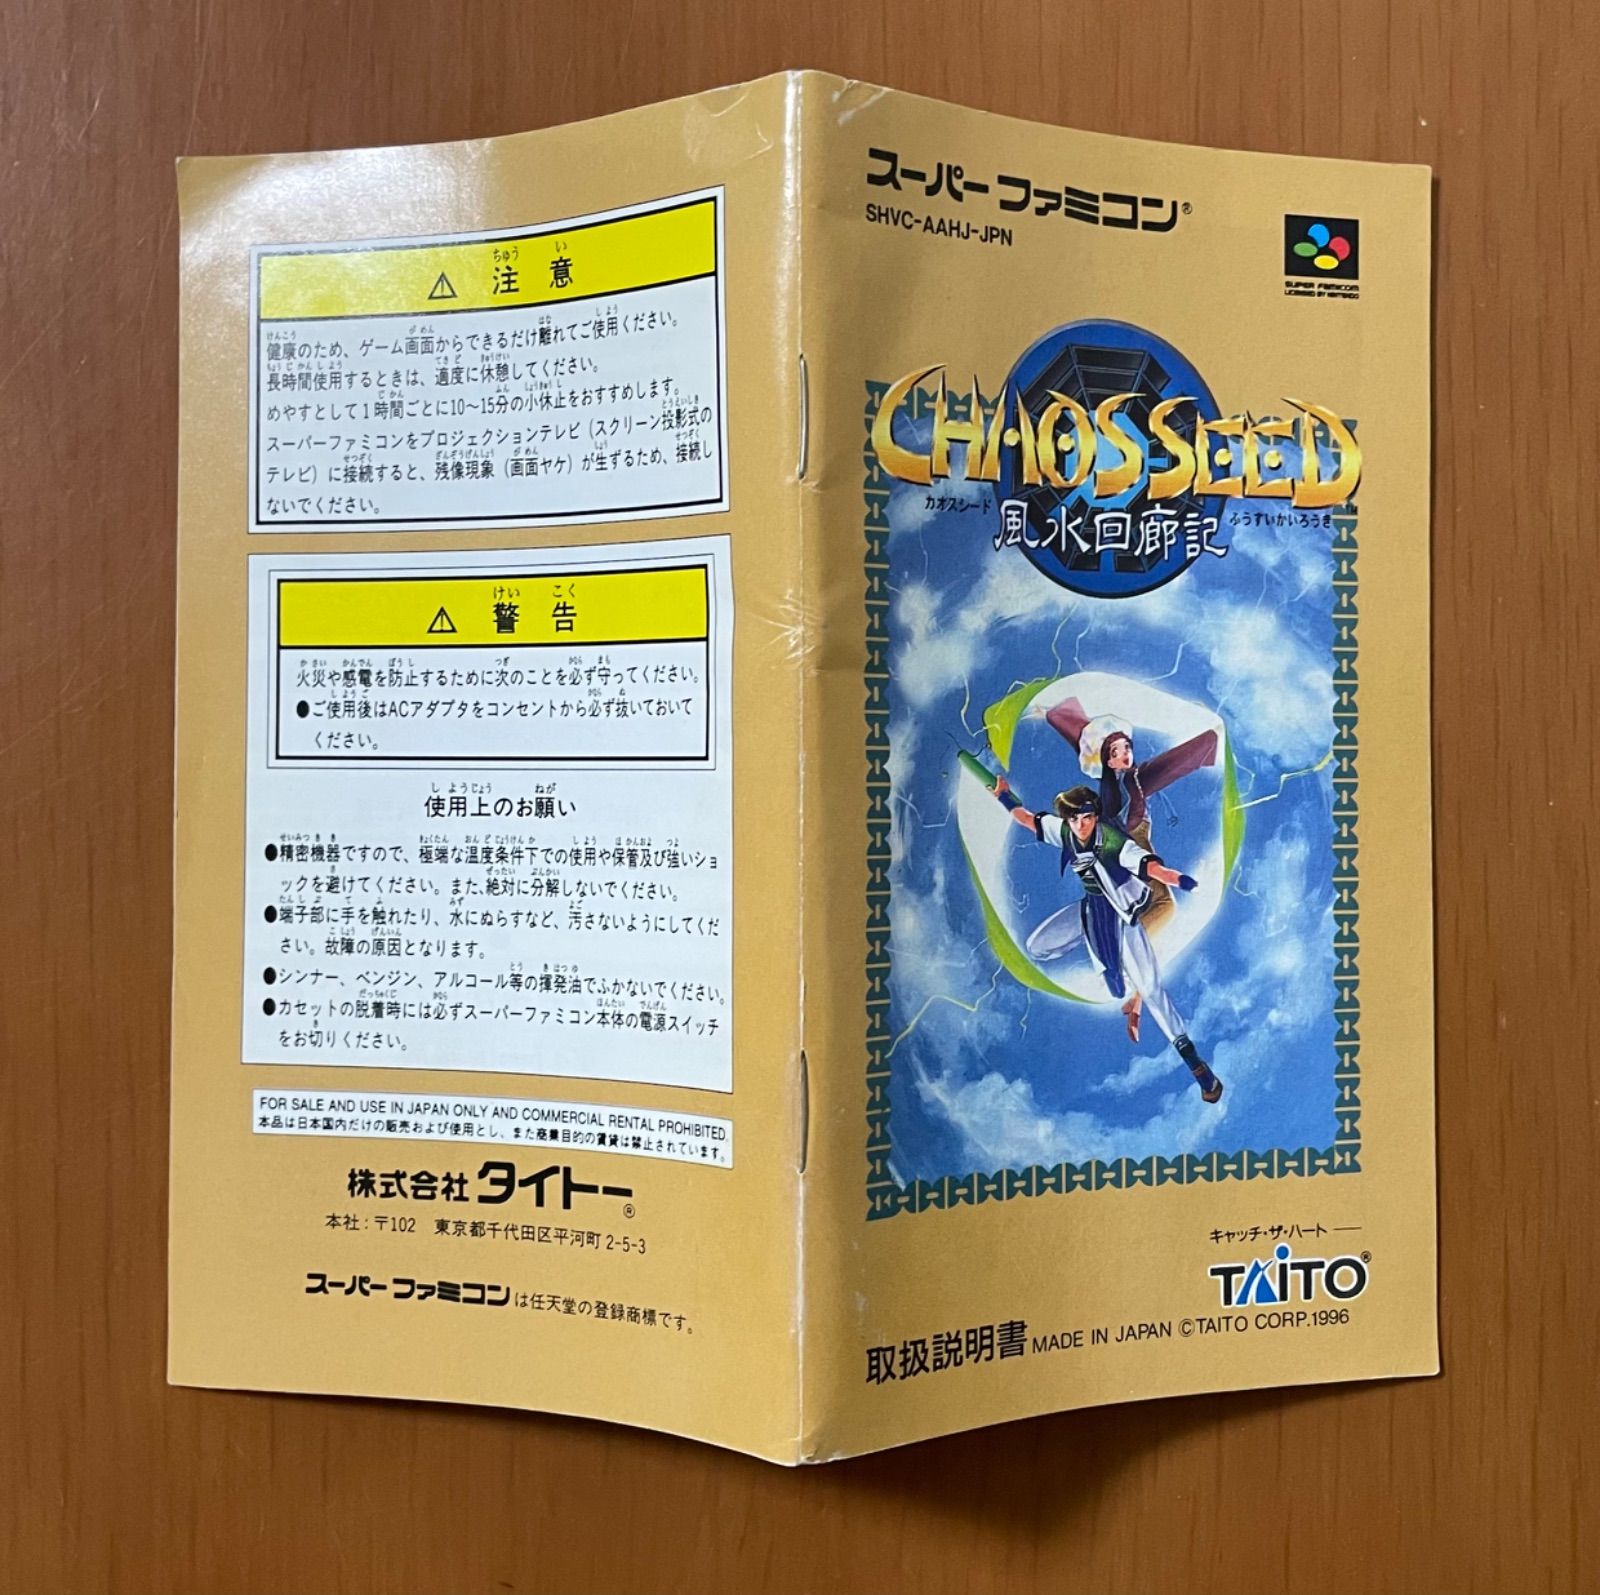 ⚠ 注意
ちゅう い
健康のため、ゲーム画面からできるだけ離れてご使用ください。
長時間使用するときは、適度に休憩してください。
めやすとして1時間ごとに10〜15分の小休止をおすすめします。
スーパーファミコンをプロジェクションテレビ(スクリーン投影式の
テレビ)に接続すると、残像現象(画面ヤケ)が生ずるため、接続し
ないでください。
⚠ 警告
けい こく
火災や感電を防止するために次のことを必ず守ってください。
●ご使用後はACアダプタをコンセントから必ず抜いておいて
ください。
使用上のお願い
●精密機器ですので、極端な温度条件下での使用や保管及び強いショ
ックを避けてください。また、絶対に分解しないでください。
●端子部に手を触れたり、水にぬらすなど、汚さないようにしてくだ
さい。故障の原因となります。
●シンナー、ベンジン、アルコール等の揮発油でふかないでください。
●カセットの脱着時には必ずスーパーファミコン本体の電源スイッチ
をお切りください。
FOR SALE AND USE IN JAPAN ONLY AND COMMERCIAL RENTAL PROHIBITED.
本品は日本国内だけの販売および使用とし、また商業目的の賃貸は禁止されています。
株式会社 タイトー®
本社:〒102 東京都千代田区平河町2-5-3
スーパーファミコンは任天堂の登録商標です。
スーパーファミコン®
SHVC-AAHJ-JPN
SUPER FAMICOM
LICENSED BY NINTENDO
CHAOS SEED
カオスシード
風水回廊記
ふうすいかいろうき
キャッチ・ザ・ハート
TAITO®
取扱説明書 MADE IN JAPAN ©TAITO CORP.1996